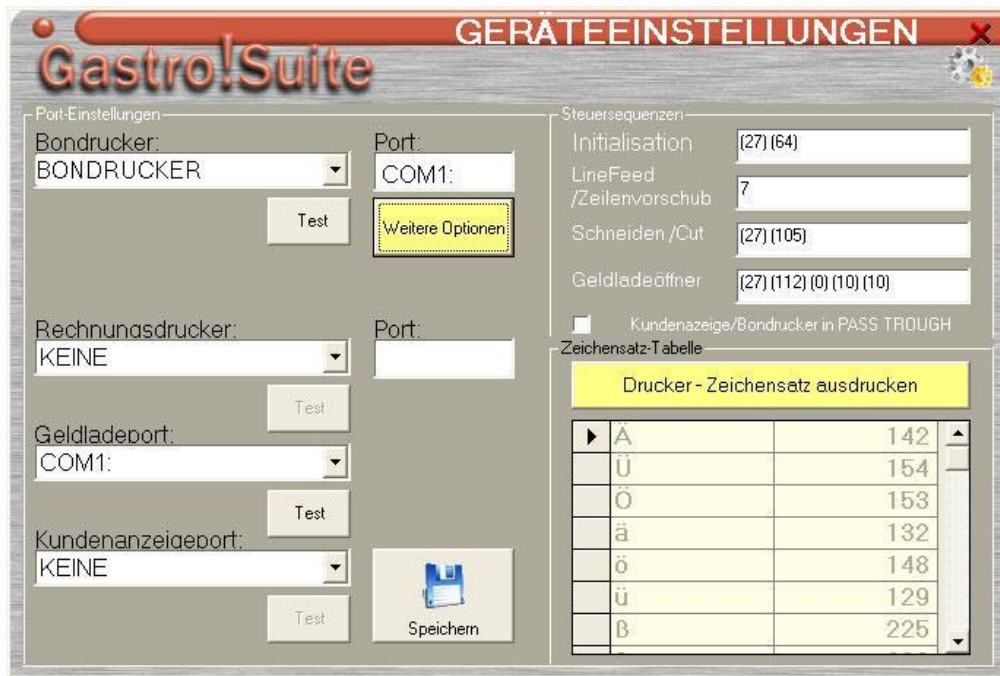 GERÄTEEINSTELLUNGEN
Gastro!Suite
Port-Einstellungen
Bondrucker:
Port:
BONDRUCKER
COM1:
Test
Weitere Optionen
Rechnungsdrucker:
Port:
KEINE
Test
Geldladeport:
COM1:
Test
Kundenanzeigeport:
KEINE
Test
Speichern
Steuersequenzen
Initialisation
(27) (64)
LineFeed
/Zeilenvorschub
7
Schneiden /Cut
(27) (105)
Geldladeöffner
(27) (112) (0) (10) (10)
Kundenazeige/Bondrucker in PASS TROUGH
Zeichensatz-Tabelle
Drucker - Zeichensatz ausdrucken
Ä 142
Ü 154
Ö 153
ä 132
ö 148
ü 129
ß 225